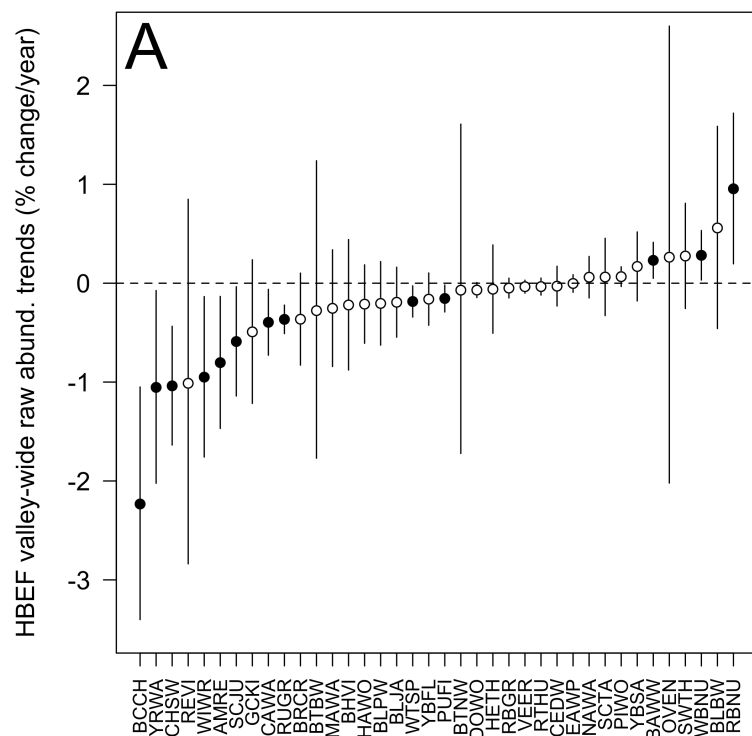 A
HBEF valley-wide raw abund. trends (% change/year)
2
1
0
-1
-2
-3
BCCH
YRWA
CHSW
REVI
WIWR
AMRE
SCJU
GCKI
CAWA
RUGR
BRCR
BTBW
MAWA
BHVI
HAWO
BLPW
BLJA
WTSP
YBFL
PUFI
BTNW
DOWO
HETH
RBGR
VEER
RTHU
CEDW
EAWP
NAWA
SCTA
PIWO
YBSA
BAWW
OVEN
SWTH
WBNU
BLBW
RBNU